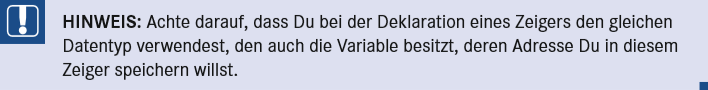 HINWEIS: Achte darauf, dass Du bei der Deklaration eines Zeigers den gleichen
Datentyp verwendest, den auch die Variable besitzt, deren Adresse Du in diesem
Zeiger speichern willst.